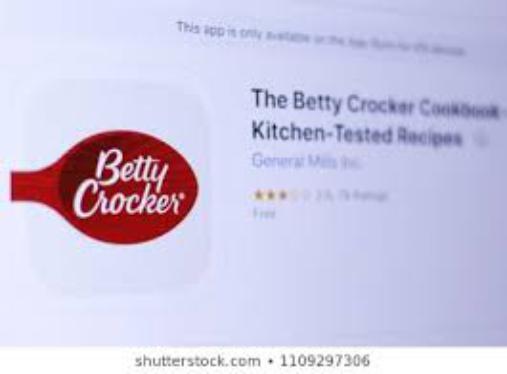 This app is only available on the App Store for iOS devices.
Betty
Crocker
The Betty Crocker Cookbook
Kitchen-Tested Recipes
General Mills Inc.
Free
shutterstock.com • 1109297306